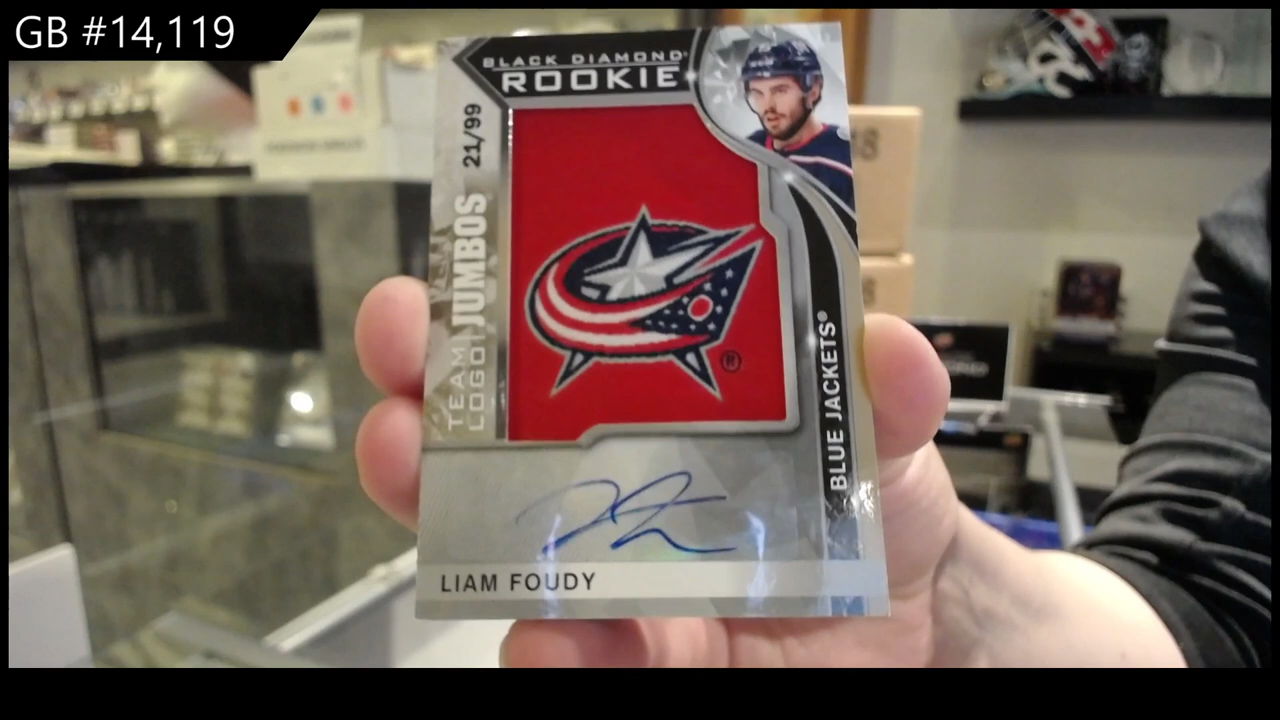 GB #14,119
BLACK DIAMOND
ROOKIE
21/99
TEAM LOGO JUMBOS
BLUE JACKETS®
®
LIAM FOUDY